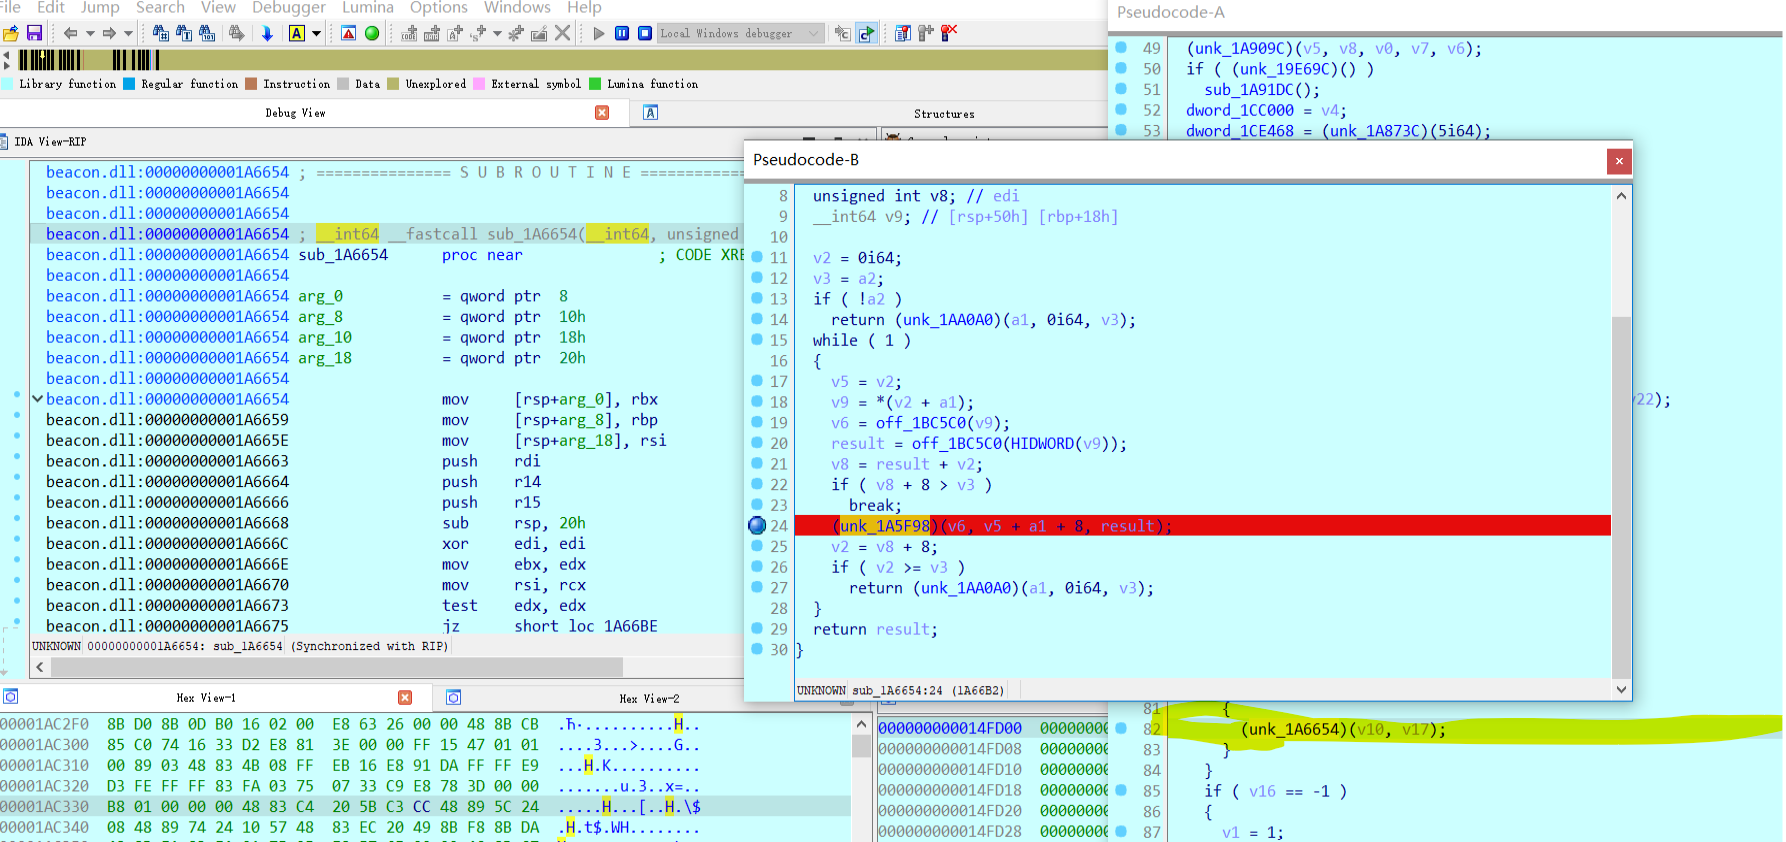 File Edit Jump Search View Debugger Lumina Options Windows Help
Local Windows debugger
Library function Regular function Instruction Data Unexplored External symbol Lumina function
Debug View
Structures
IDA View-RIP
beacon.dll:00000000001A6654 ; =============== S U B R O U T I N E ============
beacon.dll:00000000001A6654
beacon.dll:00000000001A6654
beacon.dll:00000000001A6654 ; __int64 __fastcall sub_1A6654(__int64, unsigned
beacon.dll:00000000001A6654 sub_1A6654 proc near ; CODE XRE
beacon.dll:00000000001A6654
beacon.dll:00000000001A6654 arg_0 = qword ptr 8
beacon.dll:00000000001A6654 arg_8 = qword ptr 10h
beacon.dll:00000000001A6654 arg_10 = qword ptr 18h
beacon.dll:00000000001A6654 arg_18 = qword ptr 20h
beacon.dll:00000000001A6654
beacon.dll:00000000001A6654 mov [rsp+arg_0], rbx
beacon.dll:00000000001A6659 mov [rsp+arg_8], rbp
beacon.dll:00000000001A665E mov [rsp+arg_18], rsi
beacon.dll:00000000001A6663 push rdi
beacon.dll:00000000001A6664 push r14
beacon.dll:00000000001A6666 push r15
beacon.dll:00000000001A6668 sub rsp, 20h
beacon.dll:00000000001A666C xor edi, edi
beacon.dll:00000000001A666E mov ebx, edx
beacon.dll:00000000001A6670 mov rsi, rcx
beacon.dll:00000000001A6673 test edx, edx
beacon.dll:00000000001A6675 jz short loc_1A66BE
UNKNOWN 00000000001A6654: sub_1A6654 (Synchronized with RIP)
Hex View-1
Hex View-2
00001AC2F0 8B D0 8B 0D B0 16 02 00 E8 63 26 00 00 48 8B CB .Ћ·..........H..
00001AC300 85 C0 74 16 33 D2 E8 81 3E 00 00 FF 15 47 01 01 ....3...>....G..
00001AC310 00 89 03 48 83 4B 08 FF EB 16 E8 91 DA FF FF E9 ...H.K..........
00001AC320 D3 FE FF FF 83 FA 03 75 07 33 C9 E8 78 3D 00 00 .......u.3..x=..
00001AC330 B8 01 00 00 00 48 83 C4 20 5B C3 CC 48 89 5C 24 .....H...[..H.\$
00001AC340 08 48 89 74 24 10 57 48 83 EC 20 49 8B F8 8B DA .H.t$.WH........
000000000014FD00 00000000
000000000014FD08 00000000
000000000014FD10 00000000
000000000014FD18 00000000
000000000014FD20 00000000
000000000014FD28 00000000
Pseudocode-B
8 unsigned int v8; // edi
9 __int64 v9; // [rsp+50h] [rbp+18h]
10
11 v2 = 0i64;
12 v3 = a2;
13 if ( !a2 )
14 return (unk_1AA0A0)(a1, 0i64, v3);
15 while ( 1 )
16 {
17 v5 = v2;
18 v9 = *(v2 + a1);
19 v6 = off_1BC5C0(v9);
20 result = off_1BC5C0(HIDWORD(v9));
21 v8 = result + v2;
22 if ( v8 + 8 > v3 )
23 break;
24 (unk_1A5F98)(v6, v5 + a1 + 8, result);
25 v2 = v8 + 8;
26 if ( v2 >= v3 )
27 return (unk_1AA0A0)(a1, 0i64, v3);
28 }
29 return result;
30 }
UNKNOWN sub_1A6654:24 (1A66B2)
Pseudocode-A
49 (unk_1A909C)(v5, v8, v0, v7, v6);
50 if ( (unk_19E69C)() )
51 sub_1A91DC();
52 dword_1CC000 = v4;
53 dword_1CE468 = (unk_1A873C)(5i64);
v22);
81 {
82 (unk_1A6654)(v10, v17);
83 }
84 }
85 if ( v16 == -1 )
86 {
87 v1 = 1;